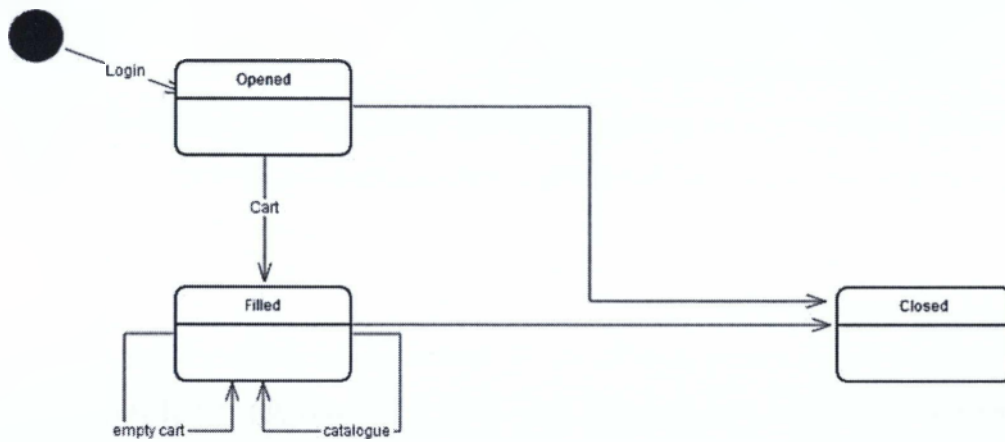 Login
Opened
Cart
Filled
Closed
empty cart
catalogue